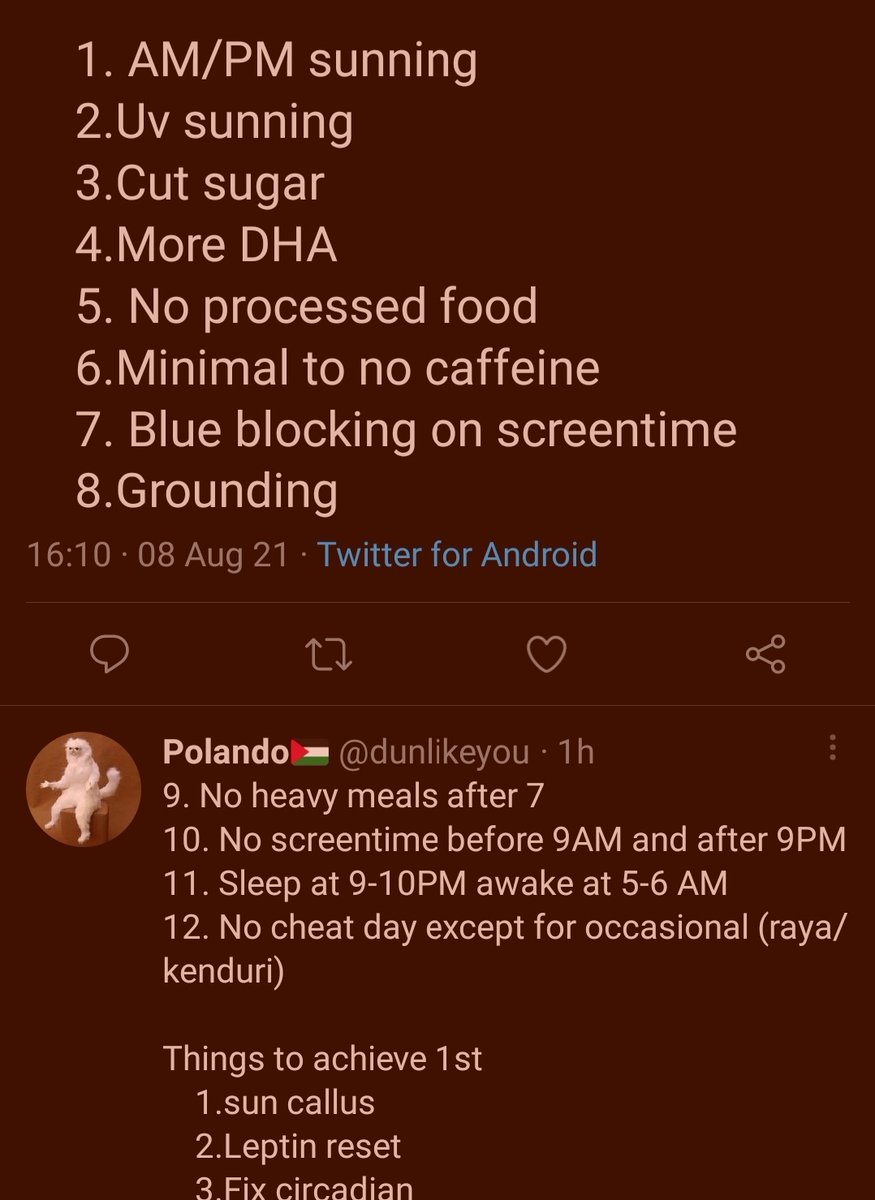 1. AM/PM sunning
2.Uv sunning
3.Cut sugar
4.More DHA
5. No processed food
6.Minimal to no caffeine
7. Blue blocking on screentime
8.Grounding
16:10 · 08 Aug 21 · Twitter for Android
Polando🇵🇸 @dunlikeyou · 1h
9. No heavy meals after 7
10. No screentime before 9AM and after 9PM
11. Sleep at 9-10PM awake at 5-6 AM
12. No cheat day except for occasional (raya/
kenduri)
Things to achieve 1st
1.sun callus
2.Leptin reset
3.Fix circadian